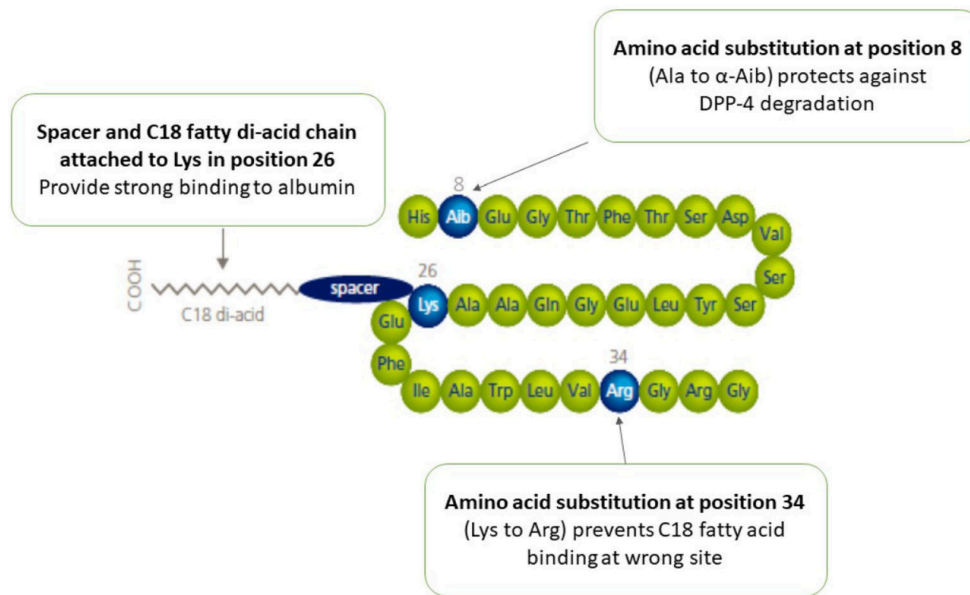 Amino acid substitution at position 8
(Ala to α-Aib) protects against
DPP-4 degradation
Spacer and C18 fatty di-acid chain
attached to Lys in position 26
Provide strong binding to albumin
8
His Aib Glu Gly Thr Phe Thr Ser Asp
Val
Ser
COOH
C18 di-acid
spacer
26
Lys Ala Ala Gln Gly Glu Leu Tyr Ser
Glu
Phe
34
Ile Ala Trp Leu Val Arg Gly Arg Gly
Amino acid substitution at position 34
(Lys to Arg) prevents C18 fatty acid
binding at wrong site